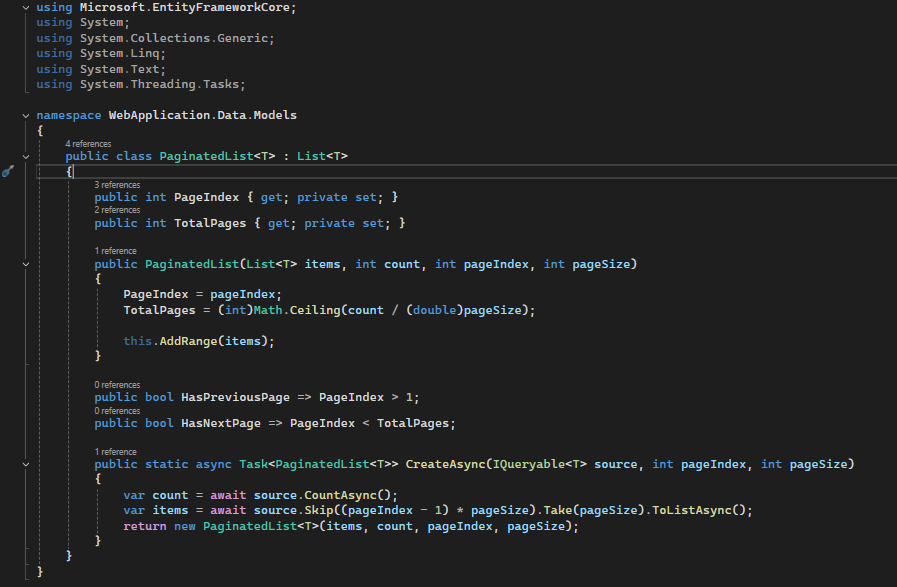 using Microsoft.EntityFrameworkCore;
using System;
using System.Collections.Generic;
using System.Linq;
using System.Text;
using System.Threading.Tasks;

namespace WebApplication.Data.Models
{
    4 references
    public class PaginatedList<T> : List<T>
    {
        3 references
        public int PageIndex { get; private set; }
        2 references
        public int TotalPages { get; private set; }

        1 reference
        public PaginatedList(List<T> items, int count, int pageIndex, int pageSize)
        {
            PageIndex = pageIndex;
            TotalPages = (int)Math.Ceiling(count / (double)pageSize);

            this.AddRange(items);
        }

        0 references
        public bool HasPreviousPage => PageIndex > 1;
        0 references
        public bool HasNextPage => PageIndex < TotalPages;

        1 reference
        public static async Task<PaginatedList<T>> CreateAsync(IQueryable<T> source, int pageIndex, int pageSize)
        {
            var count = await source.CountAsync();
            var items = await source.Skip((pageIndex - 1) * pageSize).Take(pageSize).ToListAsync();
            return new PaginatedList<T>(items, count, pageIndex, pageSize);
        }
    }
}